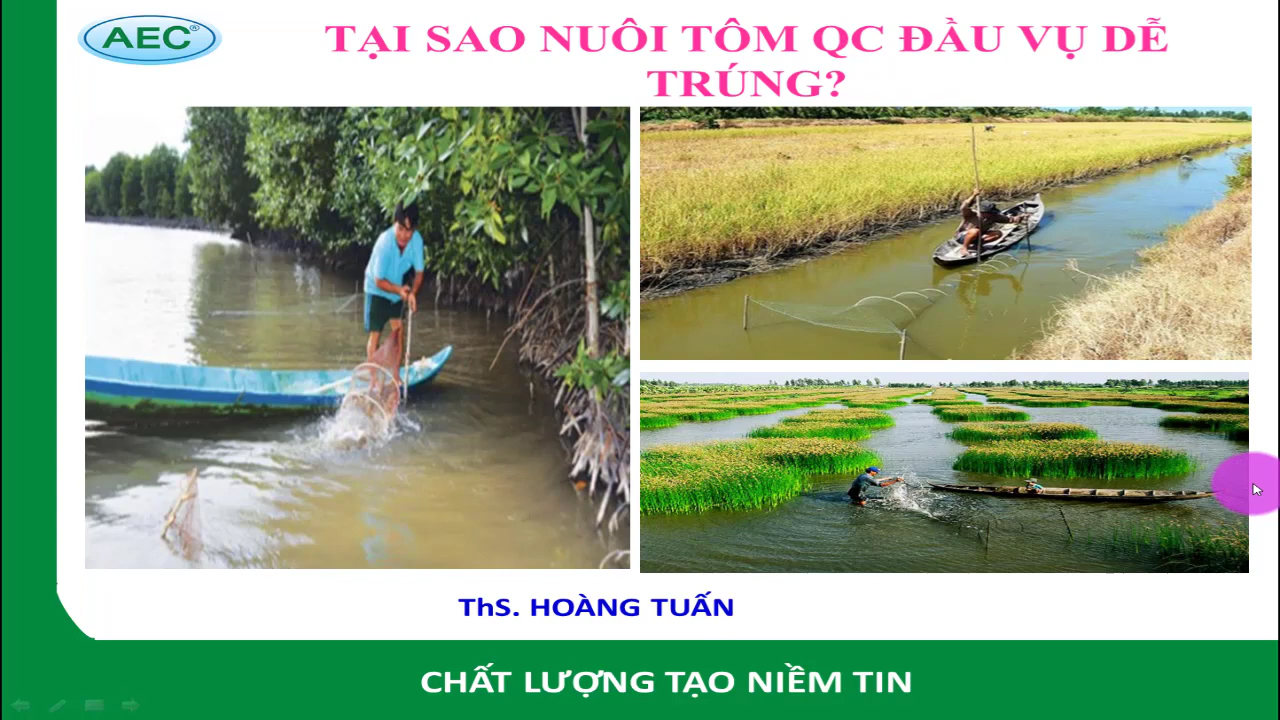 AEC®
TẠI SAO NUÔI TÔM QC ĐẦU VỤ DỄ
TRÚNG?
ThS. HOÀNG TUẤN
CHẤT LƯỢNG TẠO NIỀM TIN